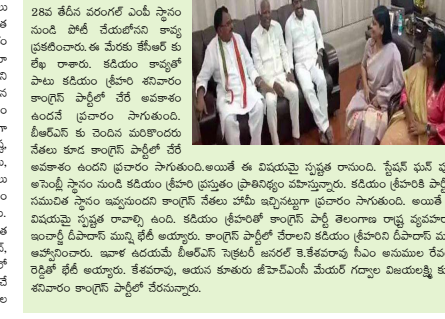 28వ తేదీన వరంగల్ ఎంపీ స్థానం
నుండి పోటీ చేయబోనని కావ్య
ప్రకటించారు.ఈ మేరకు కేసీఆర్ కు
లేఖ రాశారు. కడియం కావ్యతో
పాటు కడియం శ్రీహరి శనివారం
కాంగ్రెస్ పార్టీలో చేరే అవకాశం
ఉందనే ప్రచారం సాగుతుంది.
బీఆర్ఎస్ కు చెందిన మరికొందరు
నేతలు కూడ కాంగ్రెస్ పార్టీలో చేరే
అవకాశం ఉందని ప్రచారం సాగుతుంది.అయితే ఈ విషయమై స్పష్టత రానుంది. స్టేషన్ ఘన్
అసెంబ్లీ స్థానం నుండి కడియం శ్రీహరి ప్రస్తుతం ప్రాతినిధ్యం వహిస్తున్నారు. కడియం శ్రీహరికి
సముచిత స్థానం ఇవ్వనుందని కాంగ్రెస్ నేతలు హామీ ఇచ్చినట్టుగా ప్రచారం సాగుతుంది. అయితే
విషయమై స్పష్టత రావాల్సి ఉంది. కడియం శ్రీహరితో కాంగ్రెస్ పార్టీ తెలంగాణ రాష్ట్ర
ఇంచార్జీ దీపాదాస్ మున్షి భేటీ అయ్యారు. కాంగ్రెస్ పార్టీలో చేరాలని కడియం శ్రీహరిని దీపాదాస్
ఆహ్వానించారు. ఇవాళ ఉదయమే బీఆర్ఎస్ సెక్రటరీ జనరల్ కె.కేశవరావు సీఎం అనుముల
రెడ్డితో భేటీ అయ్యారు. కేశవరావు, ఆయన కూతురు జీహెచ్ఎంసీ మేయర్ గద్వాల విజయలక్ష్మి
శనివారం కాంగ్రెస్ పార్టీలో చేరనున్నారు.